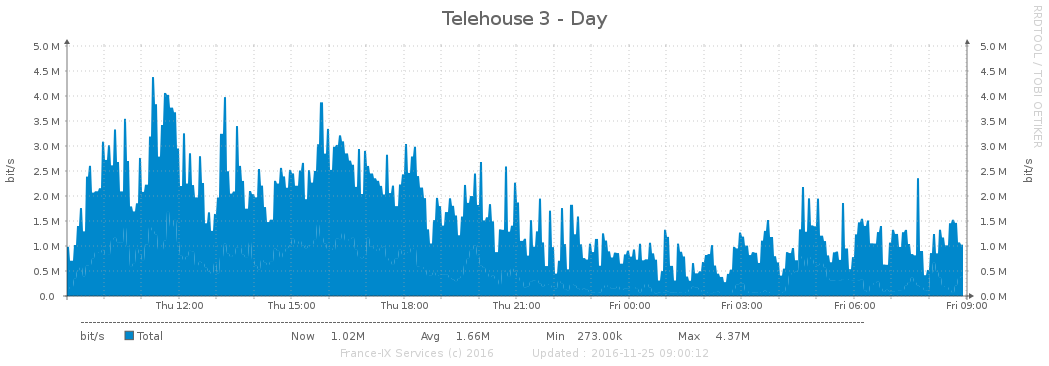 Telehouse 3 - Day
RRDTOOL / TOBI OETIKER
5.0 M 5.0 M
4.5 M 4.5 M
4.0 M 4.0 M
3.5 M 3.5 M
3.0 M 3.0 M
2.5 M 2.5 M
2.0 M 2.0 M
1.5 M 1.5 M
1.0 M 1.0 M
0.5 M 0.5 M
0.0 0.0 M
bit/s
bit/s
Thu 12:00 Thu 15:00 Thu 18:00 Thu 21:00 Fri 00:00 Fri 03:00 Fri 06:00 Fri 09:00
bit/s Total Now 1.02M Avg 1.66M Min 273.00k Max 4.37M
France-IX Services (c) 2016 Updated : 2016-11-25 09:00:12